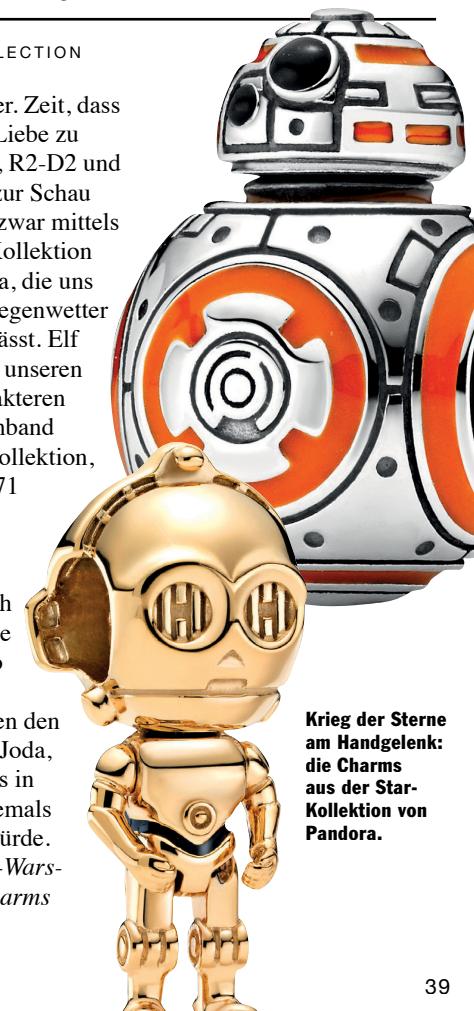 LECTION
er. Zeit, dass
Liebe zu
, R2-D2 und
zur Schau
zwar mittels
Kollektion
a, die uns
egenwetter
ässt. Elf
unseren
akteren
nband
ollektion,
71
h
e
o
en den
Joda,
s in
emals
ürde.
-Wars-
arms
Krieg der Sterne
am Handgelenk:
die Charms
aus der Star-
Kollektion von
Pandora.
39